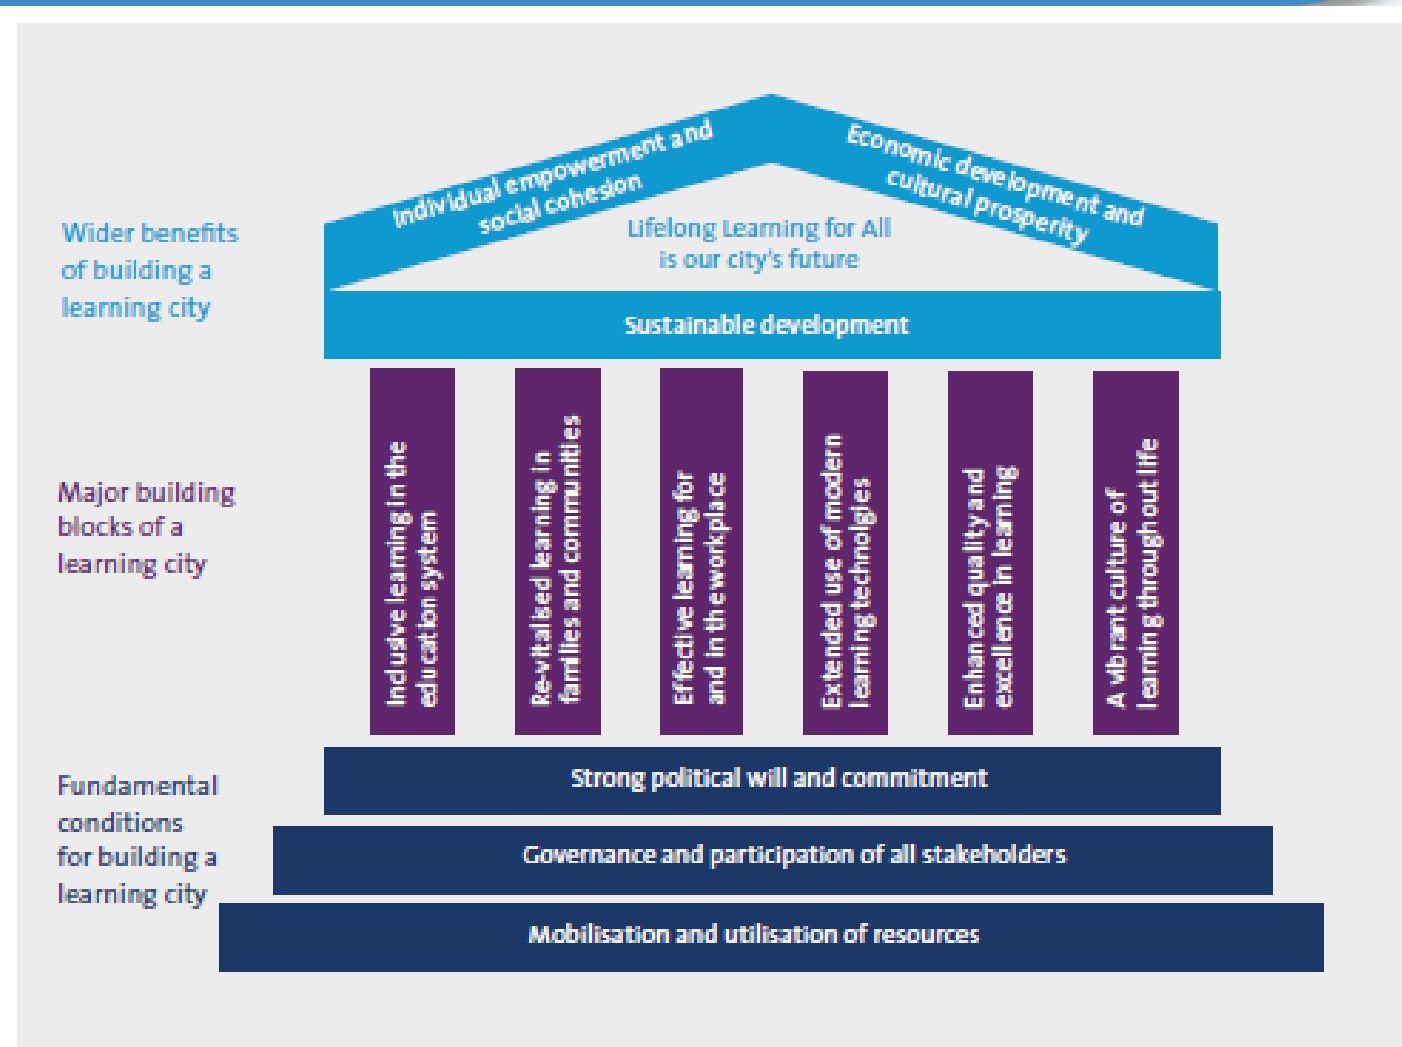 Individual empowerment and
social cohesion
Economic development and
cultural prosperity
Lifelong Learning for All
is our city's future
Wider benefits
of building a
learning city
Sustainable development
Major building
blocks of a
learning city
Inclusive learning in the
education system
Re-vitalised learning in
families and communities
Effective learning for
and in the workplace
Extended use of modern
learning technolgies
Enhanced quality and
excellence in learning
A vibrant culture of
learning throughout life
Fundamental
conditions
for building a
learning city
Strong political will and commitment
Governance and participation of all stakeholders
Mobilisation and utilisation of resources